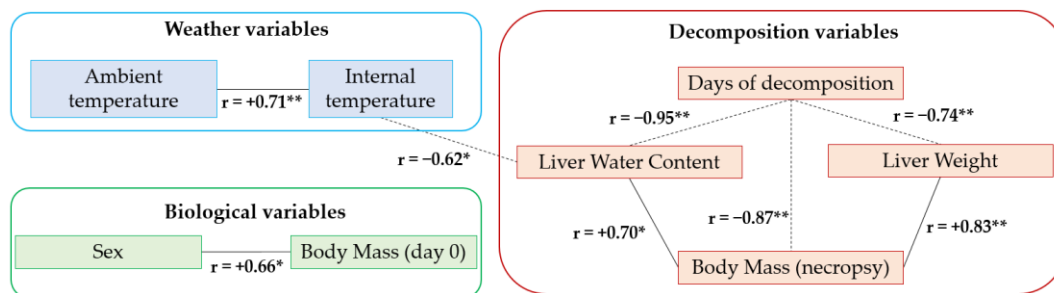 Weather variables
Ambient
temperature
r = +0.71**
Internal
temperature
r = −0.62*
Biological variables
Sex
r = +0.66*
Body Mass (day 0)
Decomposition variables
Days of decomposition
r = −0.95**
r = −0.74**
Liver Water Content
Liver Weight
r = +0.70*
r = −0.87**
r = +0.83**
Body Mass (necropsy)